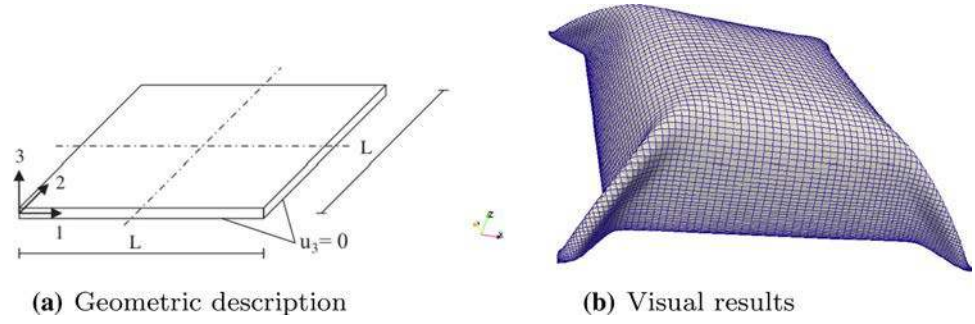 3
2
1
L
L
u₃= 0
z
x
(a) Geometric description
(b) Visual results